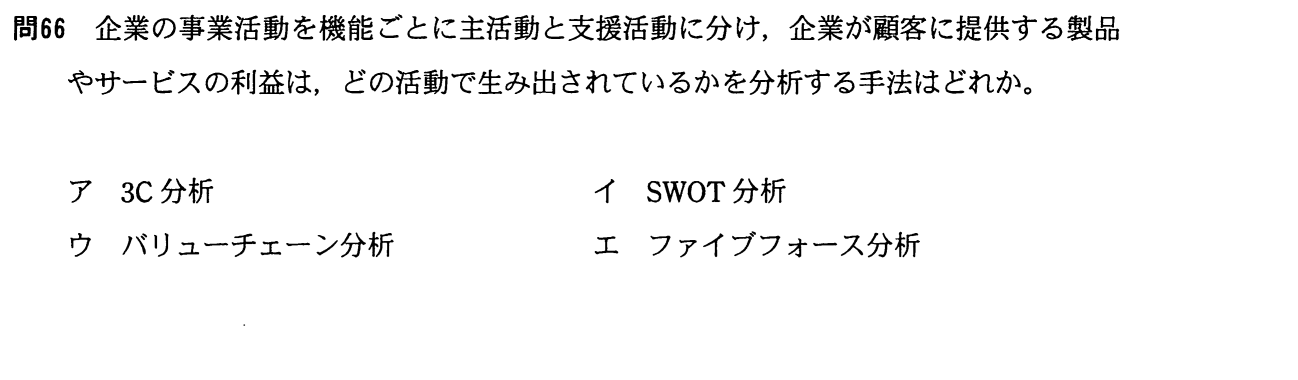 問66 企業の事業活動を機能ごとに主活動と支援活動に分け，企業が顧客に提供する製品
やサービスの利益は，どの活動で生み出されているかを分析する手法はどれか。
ア 3C 分析 イ SWOT 分析
ウ バリューチェーン分析 エ ファイブフォース分析